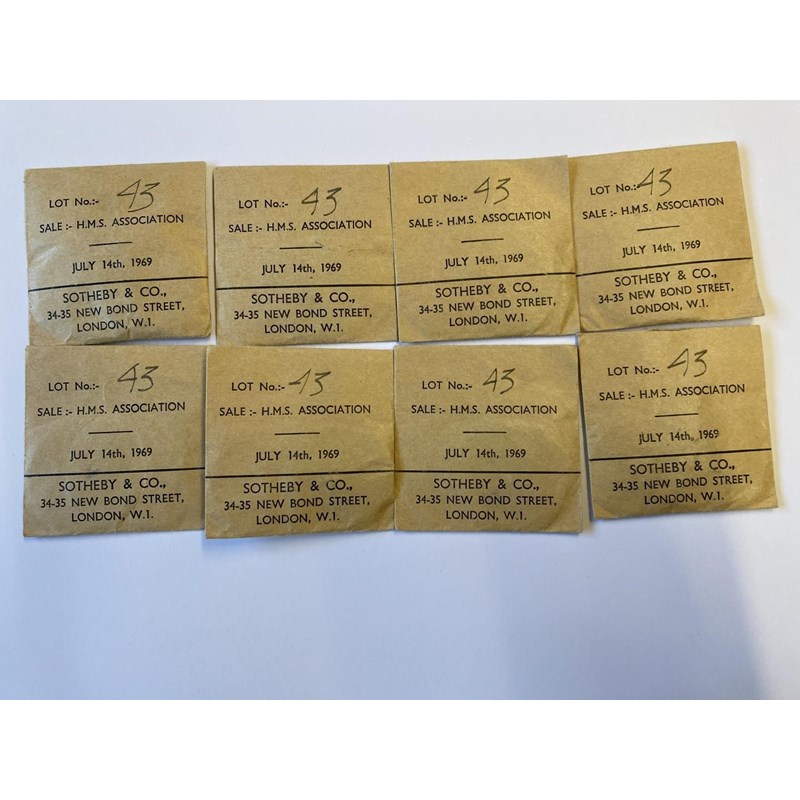 LOT No.:- 43
SALE :- H.M.S. ASSOCIATION
JULY 14th, 1969
SOTHEBY & CO.,
34-35 NEW BOND STREET,
LONDON, W.1.
LOT No.:- 43
SALE :- H.M.S. ASSOCIATION
JULY 14th, 1969
SOTHEBY & CO.,
34-35 NEW BOND STREET,
LONDON, W.1.
LOT No.:- 43
SALE :- H.M.S. ASSOCIATION
JULY 14th, 1969
SOTHEBY & CO.,
34-35 NEW BOND STREET,
LONDON, W.1.
LOT No.:- 43
SALE :- H.M.S. ASSOCIATION
JULY 14th, 1969
SOTHEBY & CO.,
34-35 NEW BOND STREET,
LONDON, W.1.
LOT No.:- 43
SALE :- H.M.S. ASSOCIATION
JULY 14th, 1969
SOTHEBY & CO.,
34-35 NEW BOND STREET,
LONDON, W.1.
LOT No.:- 43
SALE :- H.M.S. ASSOCIATION
JULY 14th, 1969
SOTHEBY & CO.,
34-35 NEW BOND STREET,
LONDON, W.1.
LOT No.:- 43
SALE :- H.M.S. ASSOCIATION
JULY 14th, 1969
SOTHEBY & CO.,
34-35 NEW BOND STREET,
LONDON, W.1.
LOT No.:- 43
SALE :- H.M.S. ASSOCIATION
JULY 14th, 1969
SOTHEBY & CO.,
34-35 NEW BOND STREET,
LONDON, W.1.